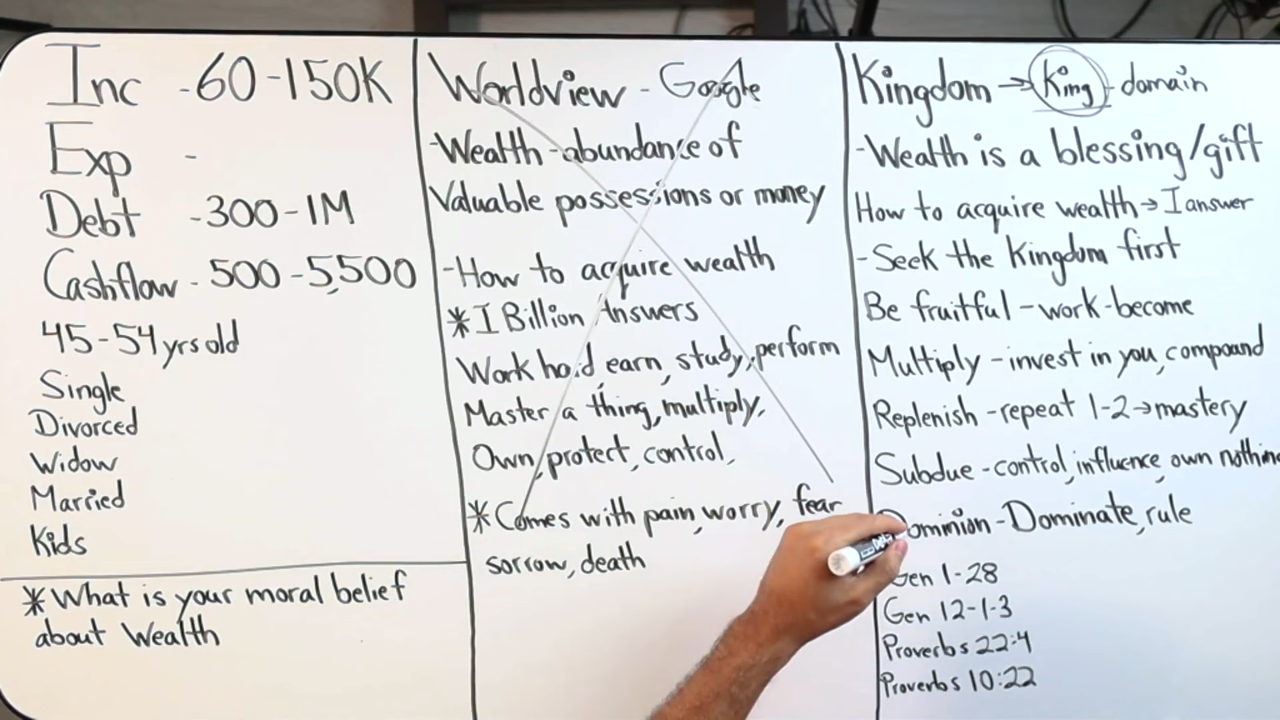 Inc - 60 - 150K
Exp -
Debt - 300 - 1M
Cashflow - 500 - 5,500
45 - 54 yrs old
Single
Divorced
Widow
Married
Kids
* What is your moral belief
about Wealth
Worldview - Google
- Wealth - abundance of
Valuable possessions or money
- How to acquire wealth
* 1 Billion Answers
Work hard, earn, study, perform
Master a thing, multiply,
Own, protect, control,
* Comes with pain, worry, fear
sorrow, death
Kingdom → King - domain
- Wealth is a blessing/gift
How to acquire wealth → 1 answer
- Seek the Kingdom first
Be fruitful - work - become
Multiply - invest in you, compound
Replenish - repeat 1-2 → mastery
Subdue - control, influence, own nothing
Dominion - Dominate, rule
Gen 1-28
Gen 12-1-3
Proverbs 22:4
Proverbs 10:22